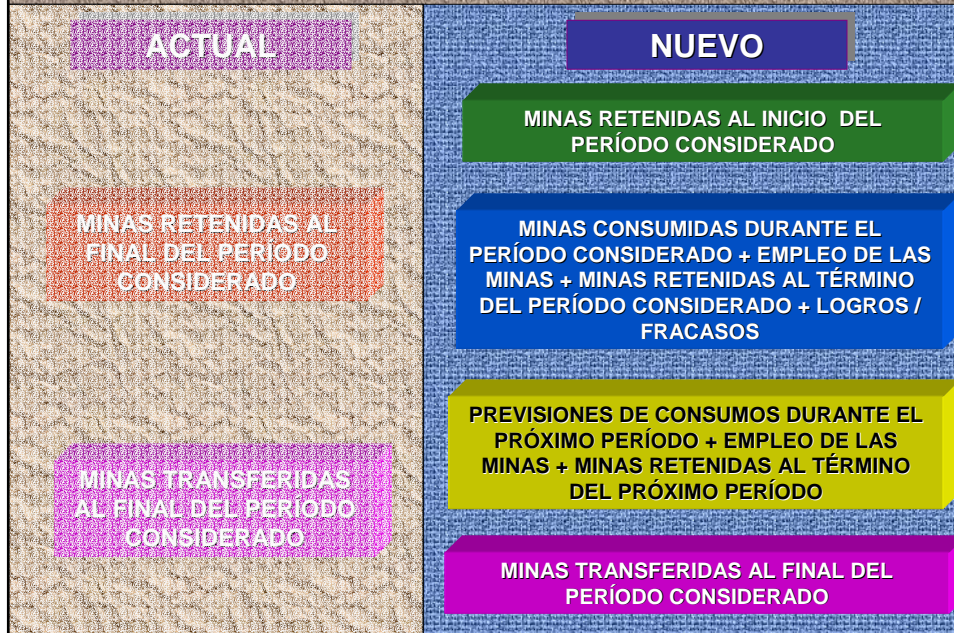 ACTUAL
MINAS RETENIDAS AL
FINAL DEL PERÍODO
CONSIDERADO
MINAS TRANSFERIDAS
AL FINAL DEL PERÍODO
CONSIDERADO
NUEVO
MINAS RETENIDAS AL INICIO DEL
PERÍODO CONSIDERADO
MINAS CONSUMIDAS DURANTE EL
PERÍODO CONSIDERADO + EMPLEO DE LAS
MINAS + MINAS RETENIDAS AL TÉRMINO
DEL PERÍODO CONSIDERADO + LOGROS /
FRACASOS
PREVISIONES DE CONSUMOS DURANTE EL
PRÓXIMO PERÍODO + EMPLEO DE LAS
MINAS + MINAS RETENIDAS AL TÉRMINO
DEL PRÓXIMO PERÍODO
MINAS TRANSFERIDAS AL FINAL DEL
PERÍODO CONSIDERADO